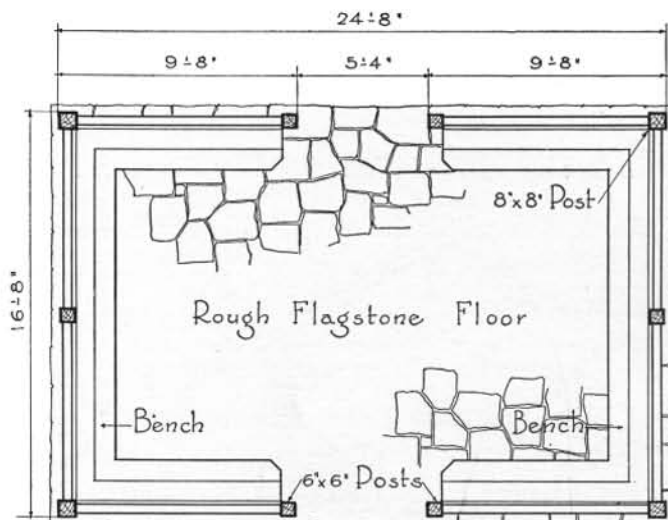 24'-8"
9'-8" 5'-4" 9'-8"
8"x8" Post
16'-8"
Rough Flagstone Floor
Bench
Bench
6"x6" Posts